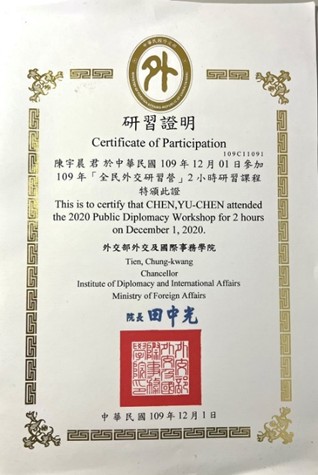 外
研習證明
Certificate of Participation
109C11091
陳宇晨 君 於中華民國 109 年 12 月 01 日參加
109 年「全民外交研習營」2 小時研習課程
特頒此證
This is to certify that CHEN,YU-CHEN attended
the 2020 Public Diplomacy Workshop for 2 hours
on December 1, 2020.
外交部外交及國際事務學院
Tien, Chung-kwang
Chancellor
Institute of Diplomacy and International Affairs
Ministry of Foreign Affairs
院長 田中光
中華民國 109 年 12 月 1 日